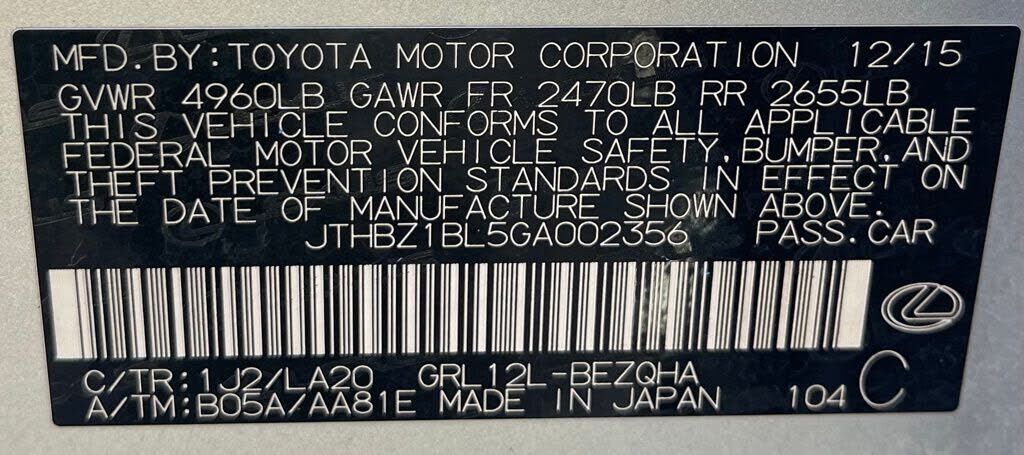 MFD. BY: TOYOTA MOTOR CORPORATION 12/15
GVWR 4960LB GAWR FR 2470LB RR 2655LB
THIS VEHICLE CONFORMS TO ALL APPLICABLE
FEDERAL MOTOR VEHICLE SAFETY, BUMPER, AND
THEFT PREVENTION STANDARDS IN EFFECT ON
THE DATE OF MANUFACTURE SHOWN ABOVE.
JTHBZ1BL5GA002356 PASS. CAR
C/TR: 1J2/LA20 GRL12L-BEZQHA
A/TM: B05A/AA81E MADE IN JAPAN 104 C